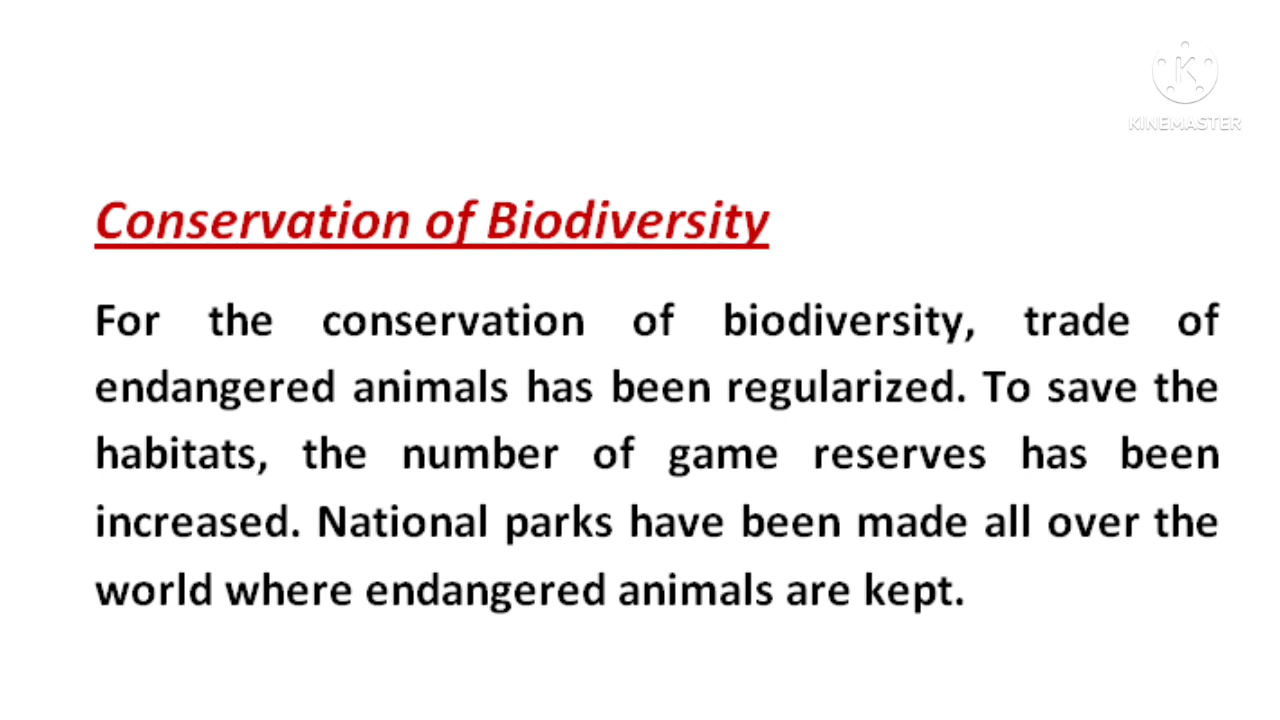 KINEMASTER
Conservation of Biodiversity
For the conservation of biodiversity, trade of
endangered animals has been regularized. To save the
habitats, the number of game reserves has been
increased. National parks have been made all over the
world where endangered animals are kept.